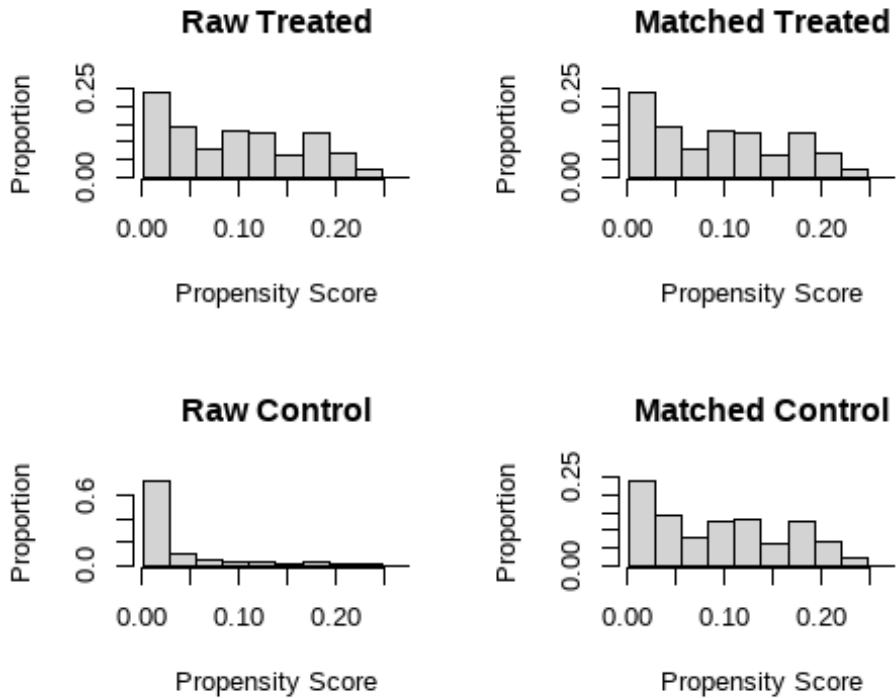 Raw Treated
Proportion
0.25
0.00
0.00 0.10 0.20
Propensity Score
Matched Treated
Proportion
0.25
0.00
0.00 0.10 0.20
Propensity Score
Raw Control
Proportion
0.6
0.0
0.00 0.10 0.20
Propensity Score
Matched Control
Proportion
0.25
0.00
0.00 0.10 0.20
Propensity Score